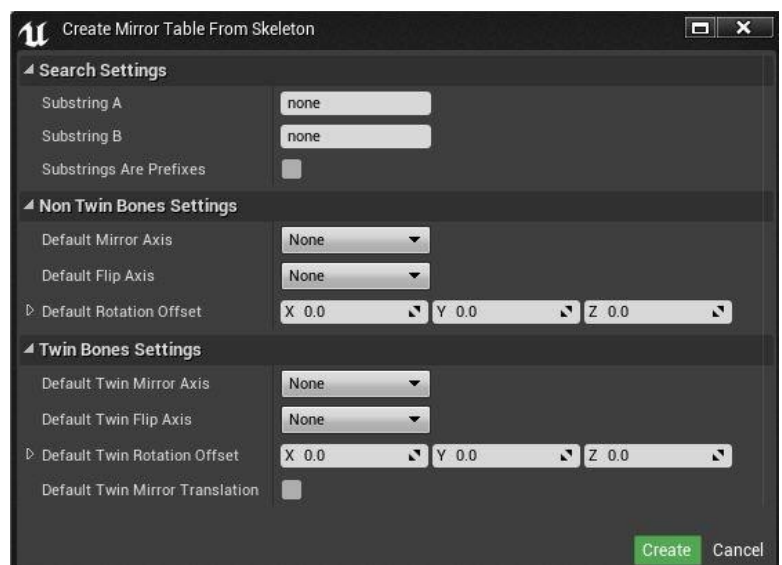 Create Mirror Table From Skeleton
Search Settings
Substring A none
Substring B none
Substrings Are Prefixes
Non Twin Bones Settings
Default Mirror Axis None
Default Flip Axis None
Default Rotation Offset X 0.0 Y 0.0 Z 0.0
Twin Bones Settings
Default Twin Mirror Axis None
Default Twin Flip Axis None
Default Twin Rotation Offset X 0.0 Y 0.0 Z 0.0
Default Twin Mirror Translation
Create Cancel